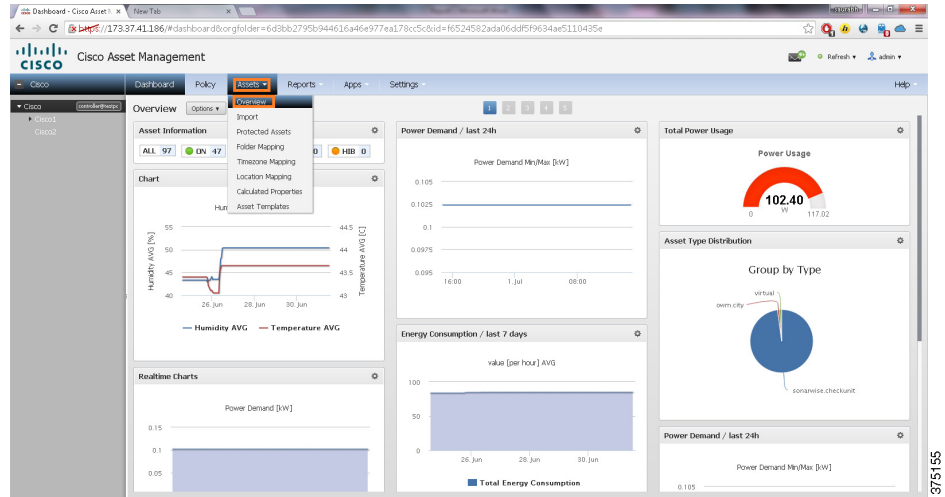 Dashboard - Cisco Asset M
New Tab
saurabh
https://173.37.41.186/#dashboard&orgfolder=6d3bb2795b944616a46e977ea178cc5c&id=f6524582ada06ddf5f9634ae5110435e
CISCO
Cisco Asset Management
Refresh
admin
Cisco
Dashboard
Policy
Assets
Reports
Apps
Settings
Help
Cisco
Cisco1
Cisco2
Overview
Options
1 2 3 4 5
Overview
Import
Protected Assets
Folder Mapping
Timezone Mapping
Location Mapping
Calculated Properties
Asset Templates
Asset Information
ALL 97
ON 47
0
HIB 0
Chart
Hum
Humidity AVG [%]
55
50
45
40
44.5
44
43.5
43
Temperature AVG [C]
26. Jun
28. Jun
30. Jun
Humidity AVG
Temperature AVG
Realtime Charts
Power Demand [kW]
0.15
0.1
0.05
Power Demand / last 24h
Power Demand Min/Max [kW]
0.105
0.1025
0.1
0.0975
0.095
16:00
1. Jul
08:00
Energy Consumption / last 7 days
value [per hour] AVG
100
50
0
26. Jun
28. Jun
30. Jun
Total Energy Consumption
Total Power Usage
Power Usage
102.40
W
0
117.02
Asset Type Distribution
Group by Type
virtual
own.city
sonarwise.checkunit
Power Demand / last 24h
Power Demand Min/Max [kW]
0.105
375155